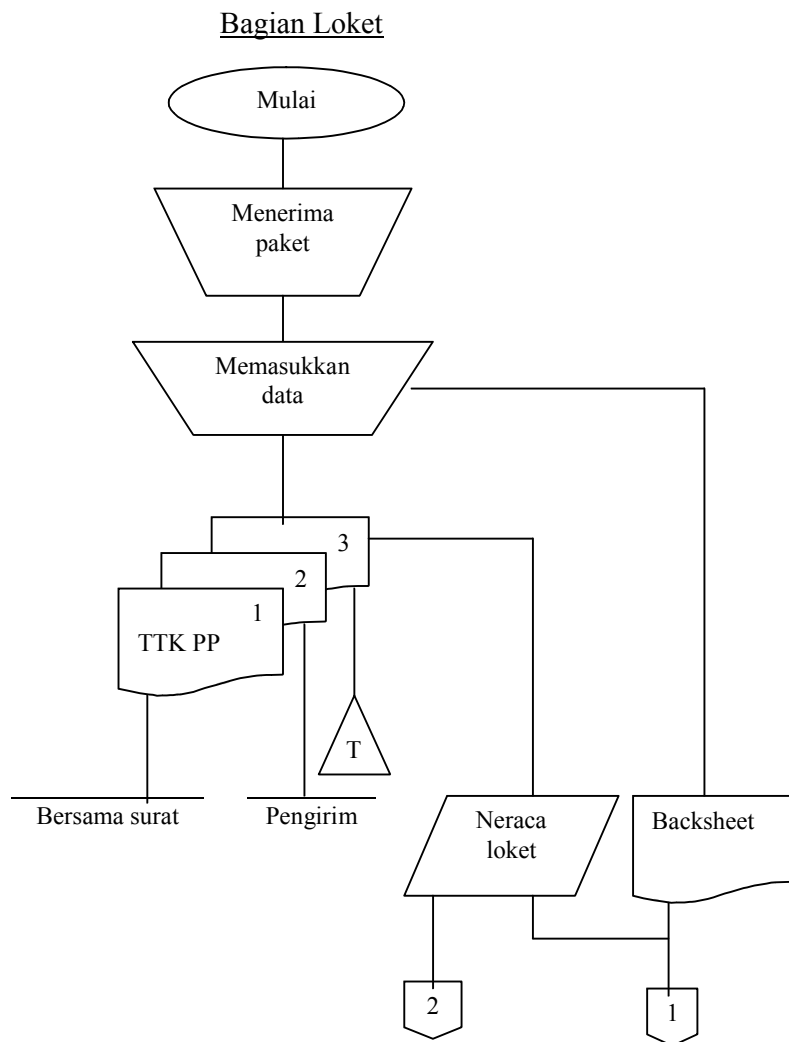 Bagian Loket
Mulai
Menerima
paket
Memasukkan
data
3
2
1
TTK PP
T
Bersama surat
Pengirim
Neraca
loket
Backsheet
2
1